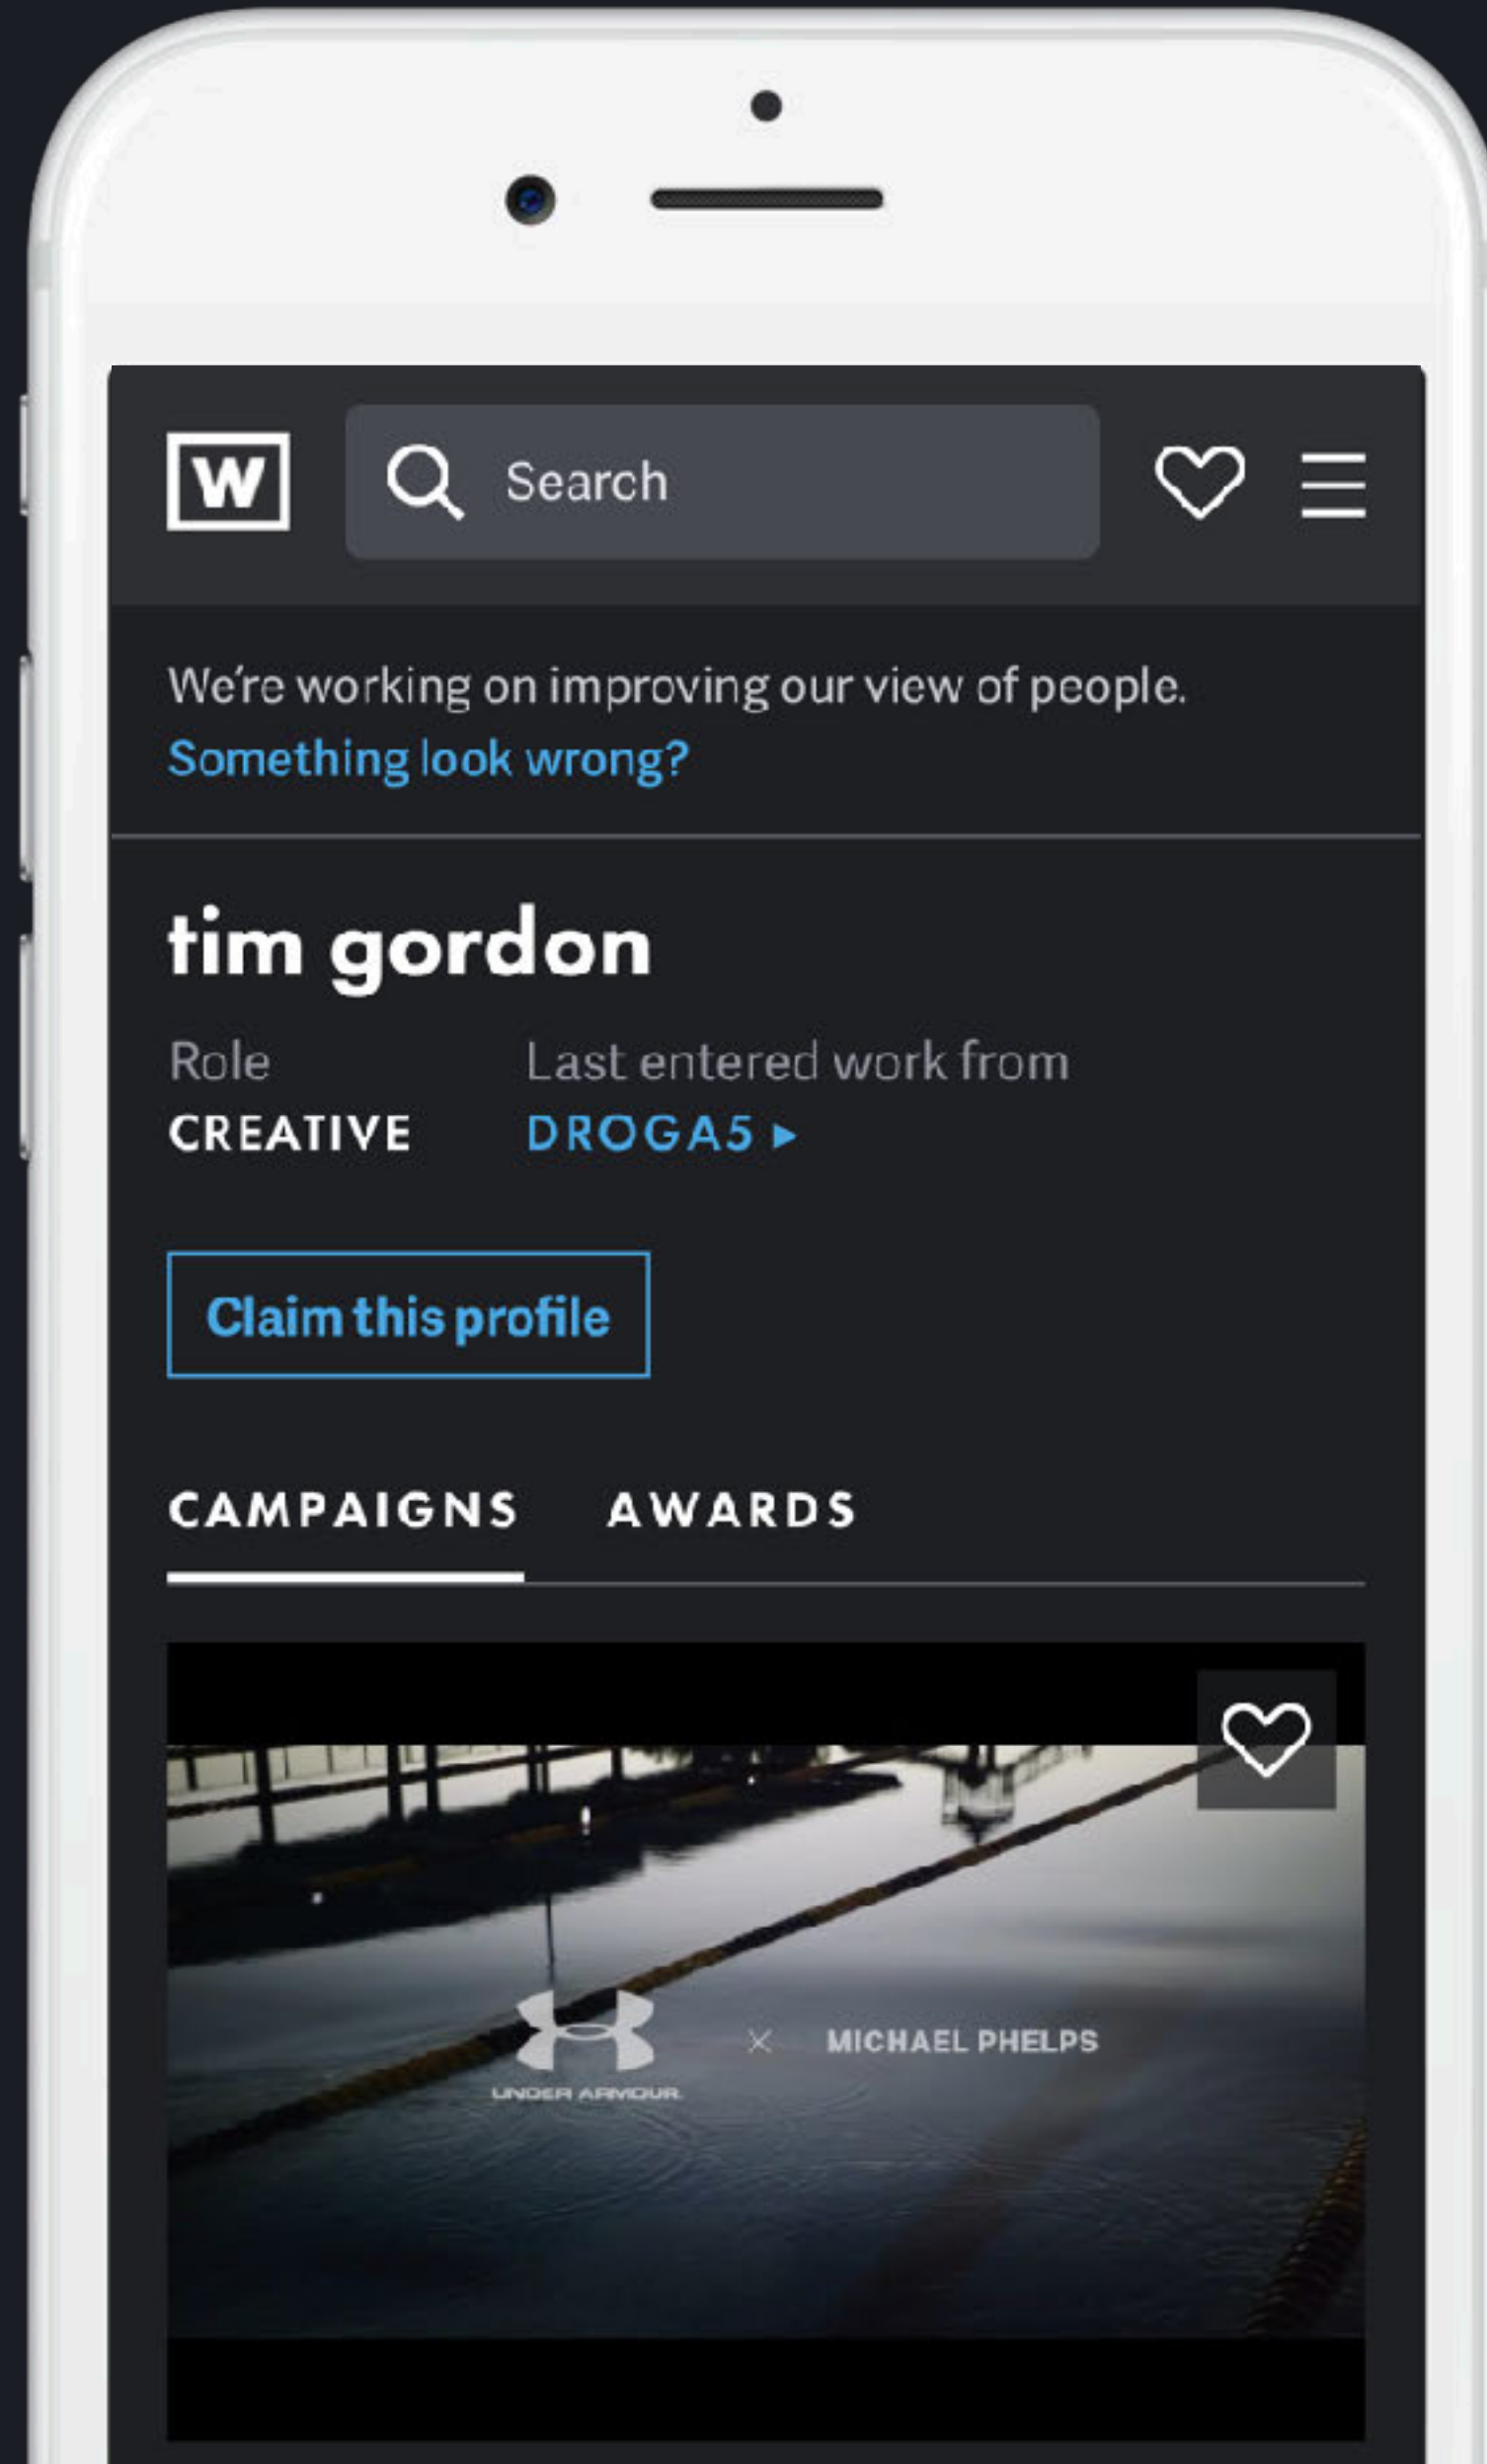 W
Search
We're working on improving our view of people.
Something look wrong?
tim gordon
Role
Last entered work from
CREATIVE
DROGA5 ▸
Claim this profile
CAMPAIGNS
AWARDS
UNDER ARMOUR
× MICHAEL PHELPS